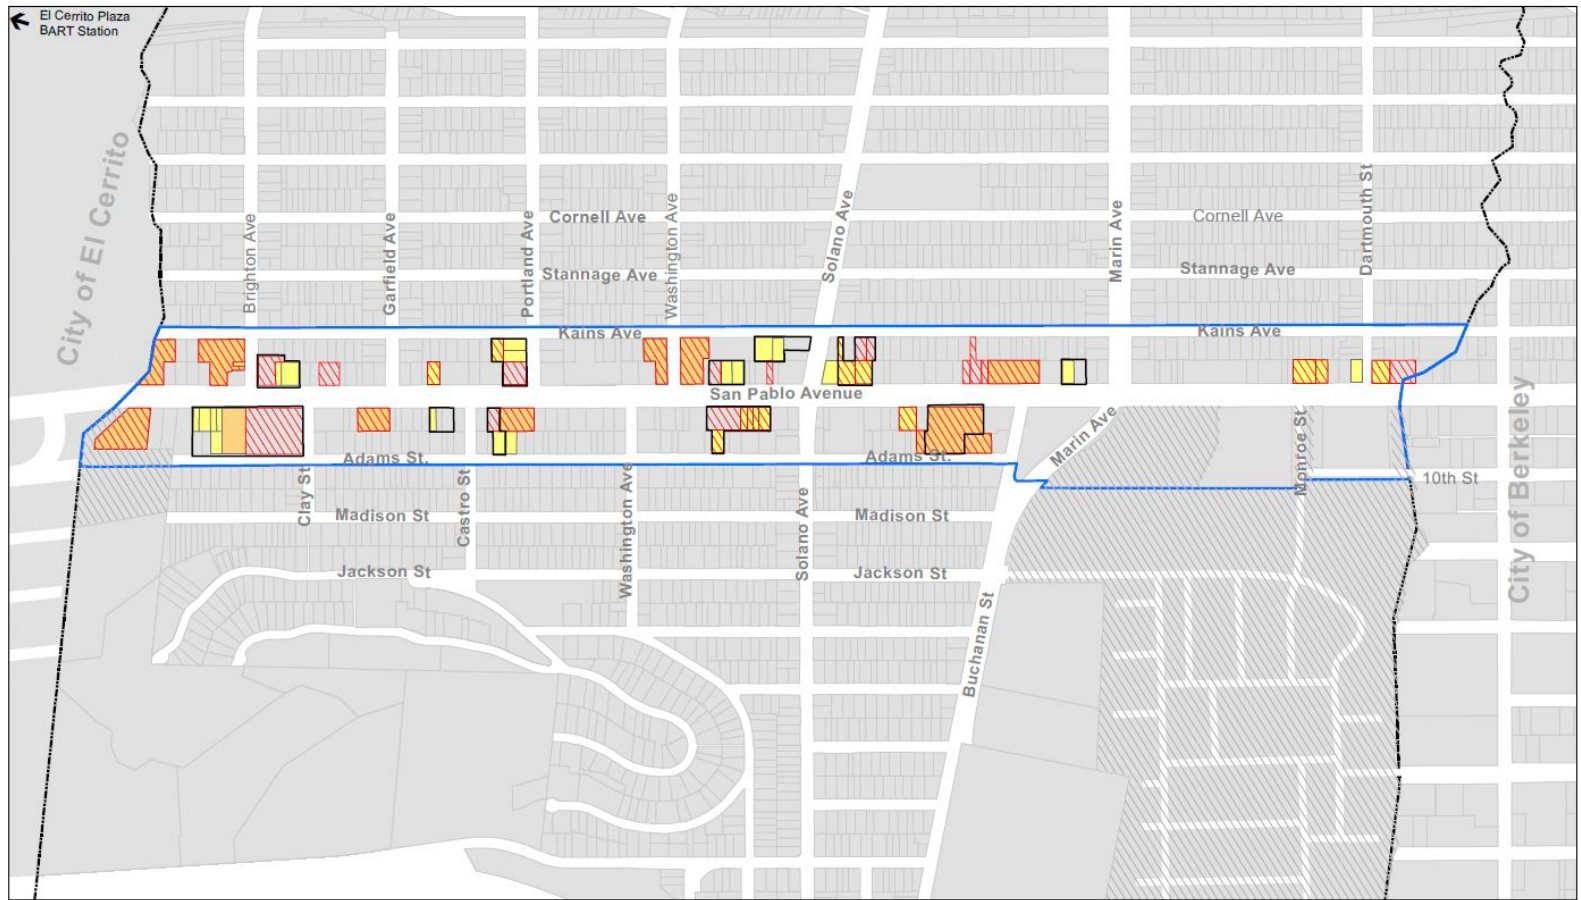 El Cerrito Plaza
BART Station
City of El Cerrito
Cornell Ave
Cornell Ave
Stannage Ave
Stannage Ave
Brighton Ave
Garfield Ave
Portland Ave
Washington Ave
Solano Ave
Marin Ave
Dartmouth St
Kains Ave
Kains Ave
San Pablo Avenue
Adams St.
Adams St.
Marin Ave
Monroe St
10th St
City of Berkeley
Clay St
Castro St
Washington Ave
Solano Ave
Madison St
Madison St
Jackson St
Jackson St
Buchanan St